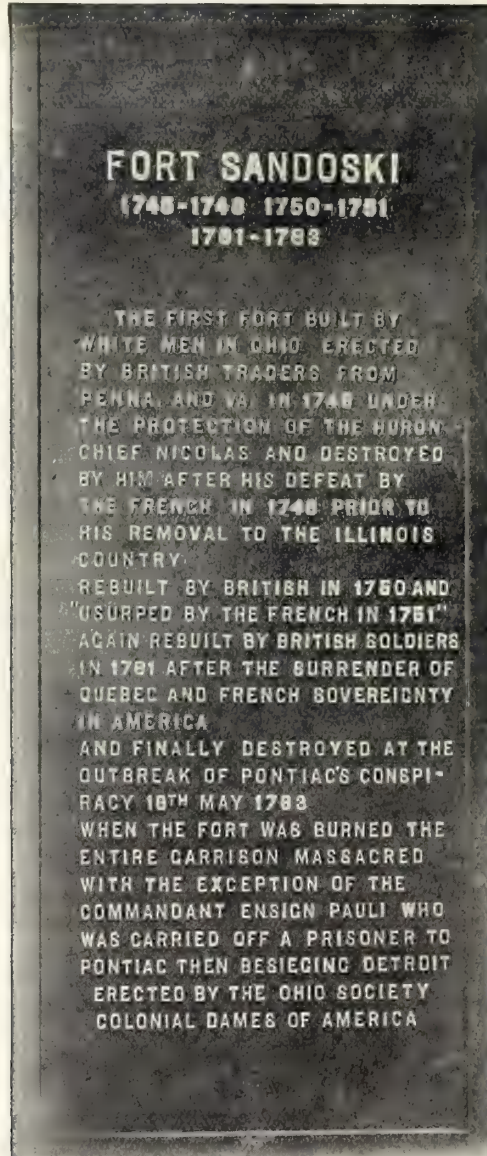 FORT SANDOSKI
1745-1748 1750-1751
1761-1763
THE FIRST FORT BUILT BY
WHITE MEN IN OHIO ERECTED
BY BRITISH TRADERS FROM
PENNA. AND VA. IN 1745 UNDER
THE PROTECTION OF THE HURON
CHIEF NICOLAS AND DESTROYED
BY HIM AFTER HIS DEFEAT BY
THE FRENCH IN 1748 PRIOR TO
HIS REMOVAL TO THE ILLINOIS
COUNTRY
REBUILT BY BRITISH IN 1750 AND
"USURPED BY THE FRENCH IN 1751"
AGAIN REBUILT BY BRITISH SOLDIERS
IN 1761 AFTER THE SURRENDER OF
QUEBEC AND FRENCH SOVEREIGNTY
IN AMERICA
AND FINALLY DESTROYED AT THE
OUTBREAK OF PONTIAC'S CONSPI-
RACY 16TH MAY 1763
WHEN THE FORT WAS BURNED THE
ENTIRE GARRISON MASSACRED
WITH THE EXCEPTION OF THE
COMMANDANT ENSIGN PAULI WHO
WAS CARRIED OFF A PRISONER TO
PONTIAC THEN BESIEGING DETROIT
ERECTED BY THE OHIO SOCIETY
COLONIAL DAMES OF AMERICA